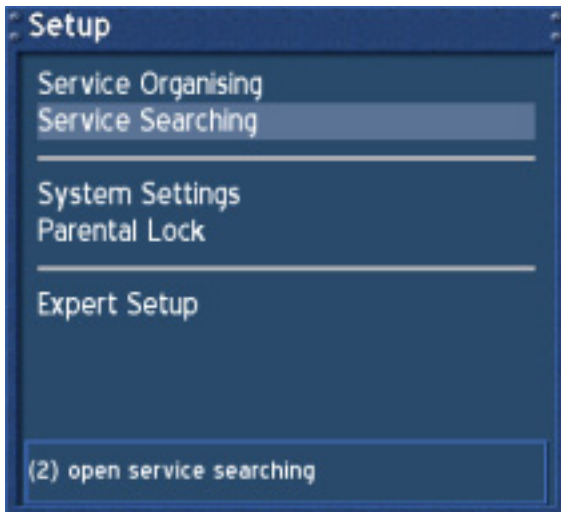 Setup
Service Organising
Service Searching
System Settings
Parental Lock
Expert Setup
(2) open service searching